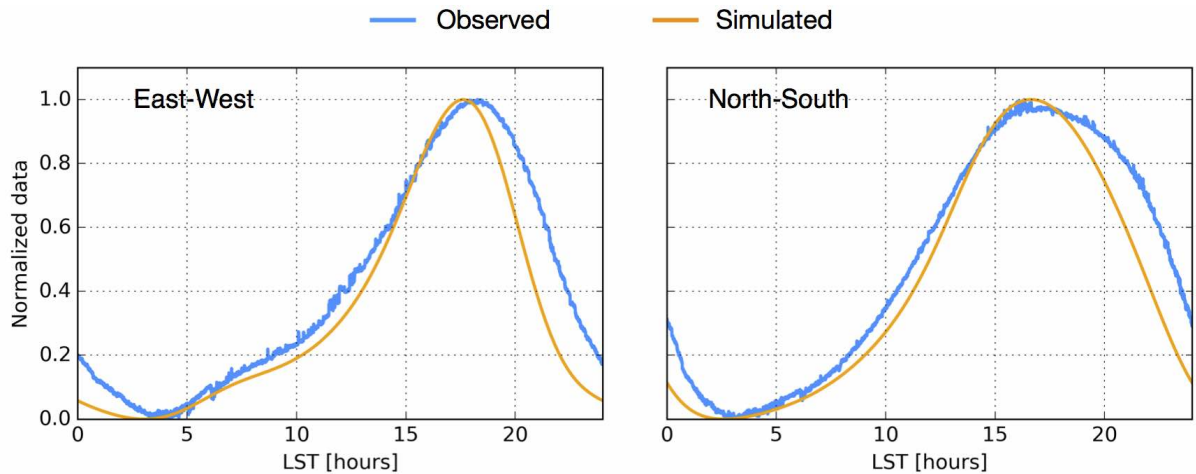 Observed Simulated
East-West
Normalized data
1.0
0.8
0.6
0.4
0.2
0.0
0 5 10 15 20
LST [hours]
North-South
0 5 10 15 20
LST [hours]